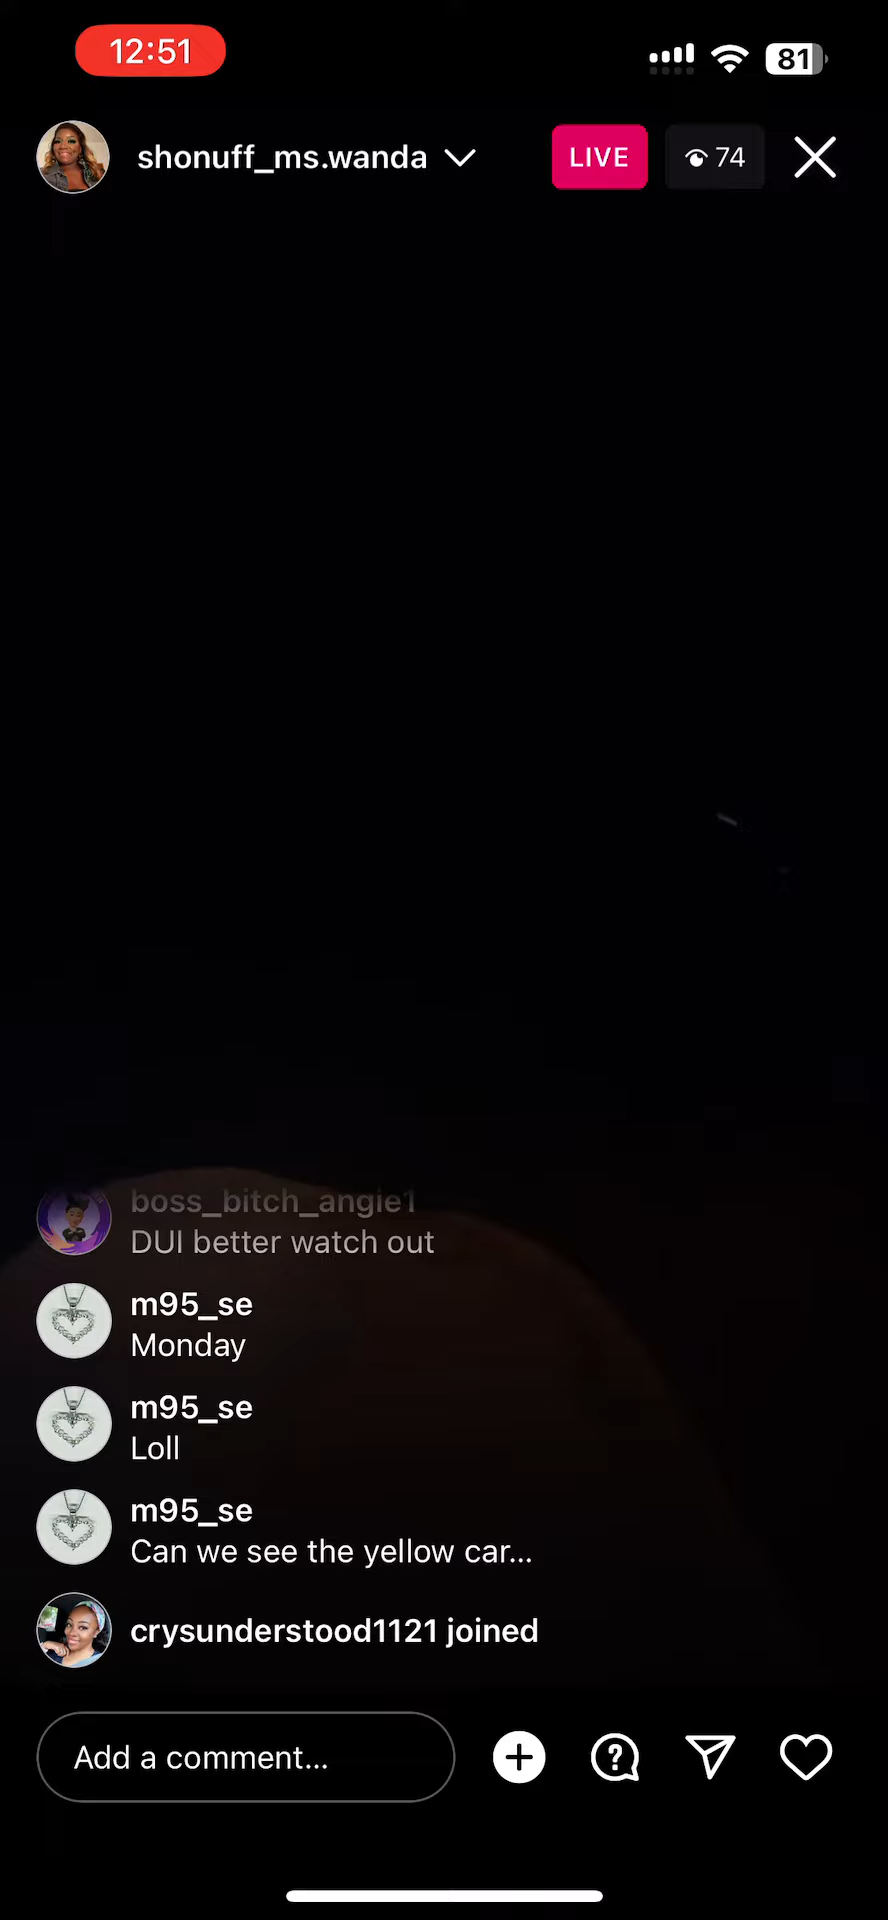 12:51
81
shonuff_ms.wanda
LIVE
74
boss_bitch_angie1
DUI better watch out
m95_se
Monday
m95_se
Loll
m95_se
Can we see the yellow car...
crysunderstood1121 joined
Add a comment...